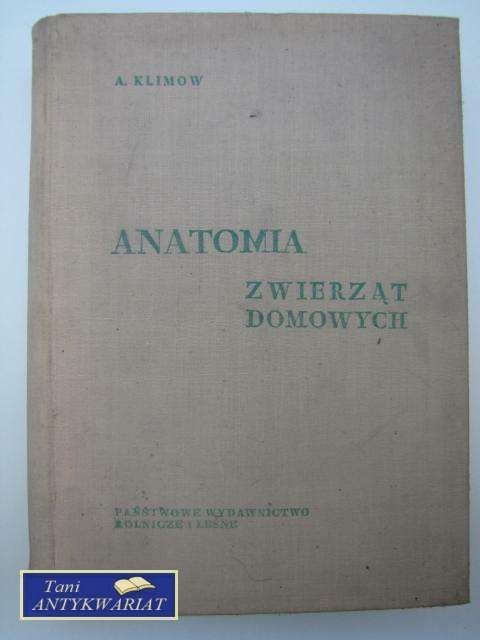 A. KLIMOW
ANATOMIA
ZWIERZĄT
DOMOWYCH
PAŃSTWOWE WYDAWNICTWO
ROLNICZE I LEŚNE
Tani
ANTYKWARIAT